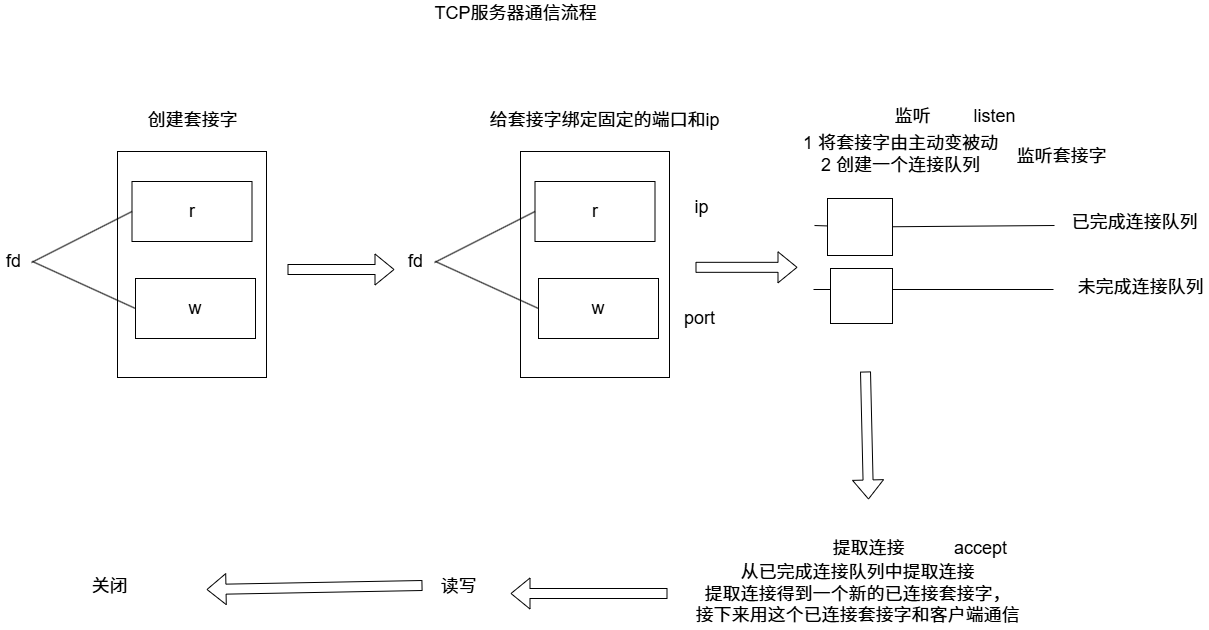 TCP服务器通信流程
创建套接字
r
fd
w
给套接字绑定固定的端口和ip
r
fd
w
ip
port
监听 listen
1 将套接字由主动变被动
2 创建一个连接队列
监听套接字
已完成连接队列
未完成连接队列
提取连接 accept
从已完成连接队列中提取连接
提取连接得到一个新的已连接套接字，
接下来用这个已连接套接字和客户端通信
读写
关闭